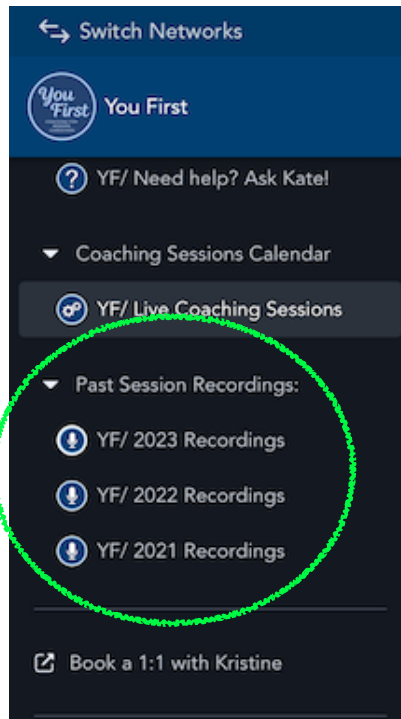 Switch Networks
You
First
You First
YF/ Need help? Ask Kate!
Coaching Sessions Calendar
YF/ Live Coaching Sessions
Past Session Recordings:
YF/ 2023 Recordings
YF/ 2022 Recordings
YF/ 2021 Recordings
Book a 1:1 with Kristine